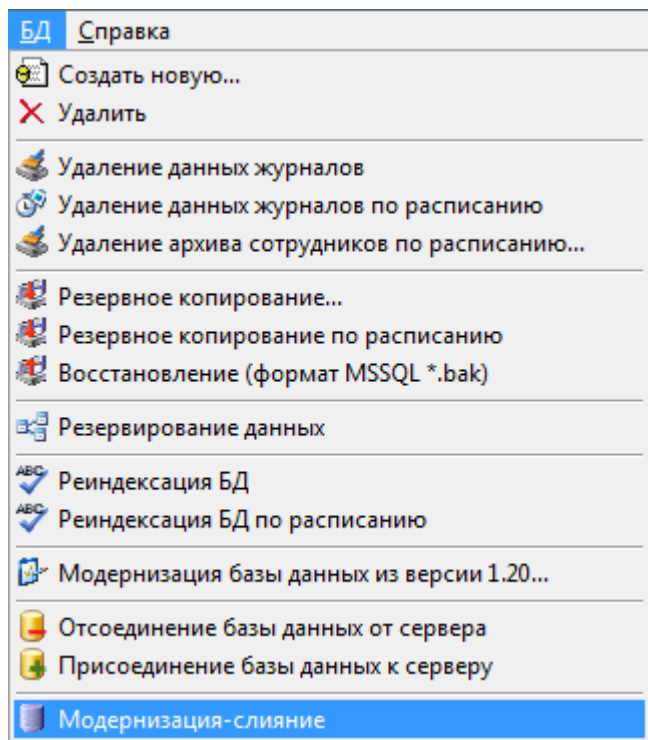 БД Справка
Создать новую...
Удалить
Удаление данных журналов
Удаление данных журналов по расписанию
Удаление архива сотрудников по расписанию...
Резервное копирование...
Резервное копирование по расписанию
Восстановление (формат MSSQL *.bak)
Резервирование данных
ABC Реиндексация БД
ABC Реиндексация БД по расписанию
Модернизация базы данных из версии 1.20...
Отсоединение базы данных от сервера
Присоединение базы данных к серверу
Модернизация-слияние